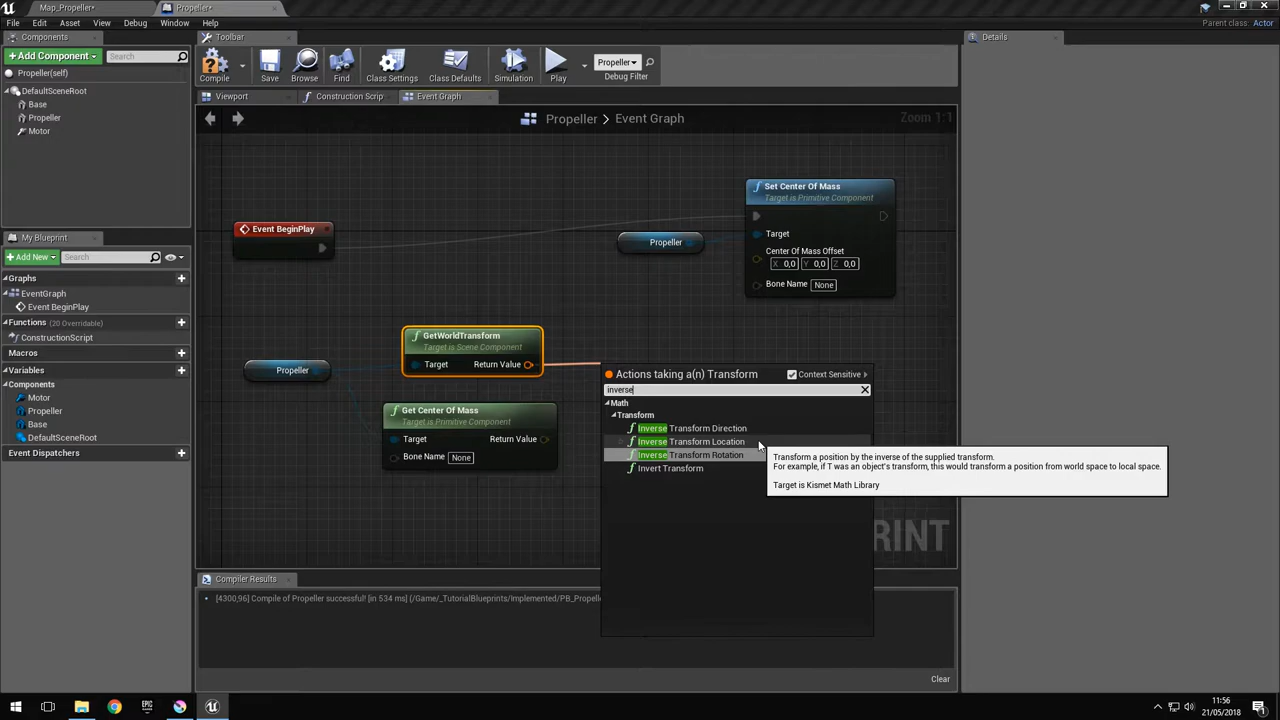 Map_Propeller*
Propeller*
File Edit Asset View Debug Window Help
Parent class: Actor
Components
Toolbar
Details
+Add Component
Search
Propeller(self)
DefaultSceneRoot
Base
Propeller
Motor
Compile
Save
Browse
Find
Class Settings
Class Defaults
Simulation
Play
Propeller
Debug Filter
Viewport
Construction Scrip
Event Graph
Propeller > Event Graph
Zoom 1:1
My Blueprint
+Add New
Search
Graphs
EventGraph
Event BeginPlay
Functions (20 Overridable)
ConstructionScript
Macros
Variables
Components
Motor
Propeller
Base
DefaultSceneRoot
Event Dispatchers
Event BeginPlay
Propeller
Set Center Of Mass
Target is Primitive Component
Target
Center Of Mass Offset
X 0,0 Y 0,0 Z 0,0
Bone Name None
GetWorldTransform
Target is Scene Component
Target Return Value
Propeller
Get Center Of Mass
Target is Primitive Component
Target Return Value
Bone Name None
Actions taking a(n) Transform
Context Sensitive
inverse
Math
Transform
Inverse Transform Direction
Inverse Transform Location
Inverse Transform Rotation
Invert Transform
Transform a position by the inverse of the supplied transform.
For example, if T was an object's transform, this would transform a position from world space to local space.
Target is Kismet Math Library
RINT
Compiler Results
[4300,96] Compile of Propeller successful! [in 534 ms] (/Game/_TutorialBlueprints/Implemented/PB_Propelle
Clear
EPIC
11:56
21/05/2018